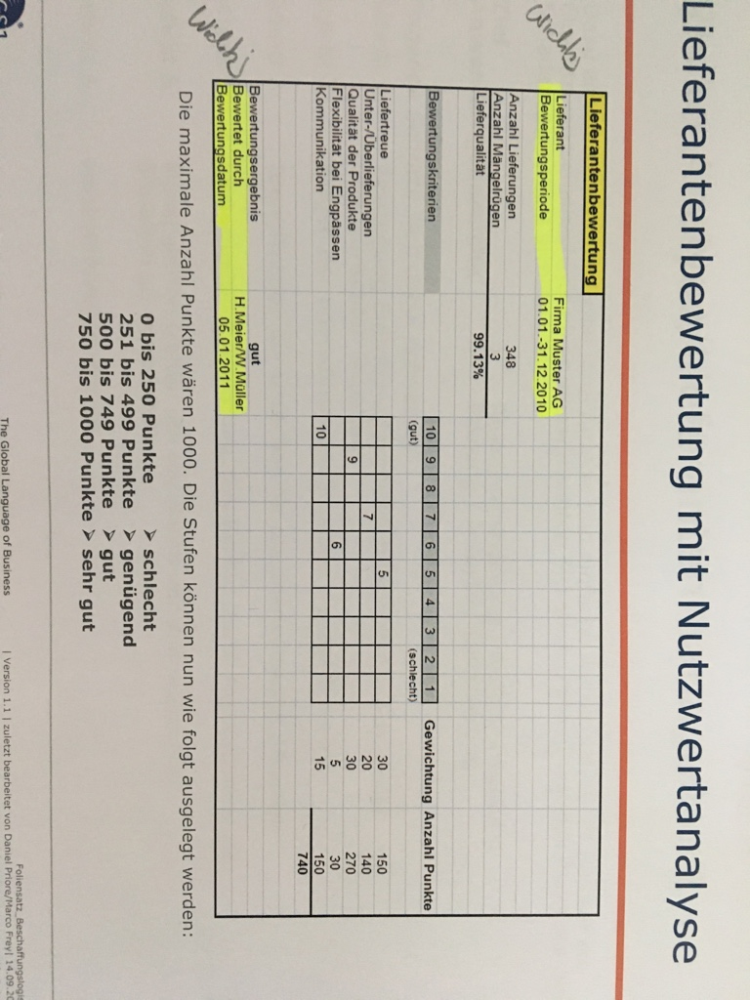 Lieferantenbewertung mit Nutzwertanalyse
wichtig
Lieferantenbewertung
Lieferant Firma Muster AG
Bewertungsperiode 01.01.-31.12.2010
Anzahl Lieferungen 348
Anzahl Mängelrügen 3
Lieferqualität 99.13%
Bewertungskriterien 10 9 8 7 6 5 4 3 2 1 Gewichtung Anzahl Punkte
(gut) (schlecht)
Liefertreue 5 30 150
Unter-/Überlieferungen 7 20 140
Qualität der Produkte 9 30 270
Flexibilität bei Engpässen 6 5 30
Kommunikation 10 15 150
740
Bewertungsergebnis gut
Bewertet durch H.Meier/W.Müller
Bewertungsdatum 05.01.2011
wichtig
Die maximale Anzahl Punkte wären 1000. Die Stufen können nun wie folgt ausgelegt werden:
0 bis 250 Punkte ➢ schlecht
251 bis 499 Punkte ➢ genügend
500 bis 749 Punkte ➢ gut
750 bis 1000 Punkte ➢ sehr gut
Foliensatz_Beschaffungslogis
The Global Language of Business | Version 1.1 | zuletzt bearbeitet von Daniel Priore/Marco Frey| 14.09.20